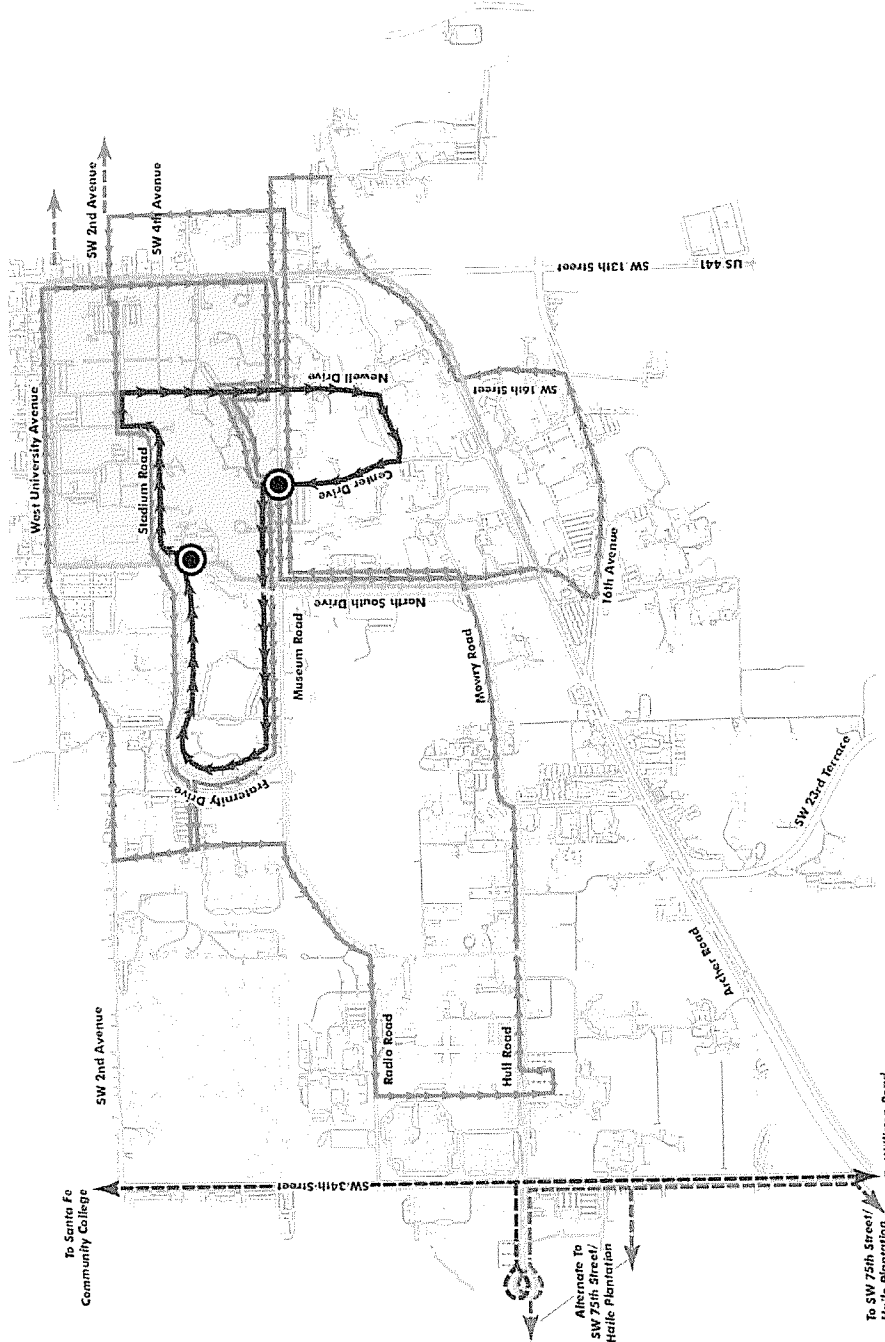 To Santa Fe
Community College
SW 2nd Avenue
West University Avenue
SW 2nd Avenue
SW 4th Avenue
Stadium Road
Fraternity Drive
Museum Road
North South Drive
Center Drive
Newell Drive
SW 34th Street
Radio Road
Hull Road
Mowry Road
SW 16th Street
SW 13th Street
US 441
16th Avenue
Archer Road
SW 23rd Terrace
Alternate To
SW 75th Street/
Haile Plantation
To SW 75th Street/
Haile Plantation
Road